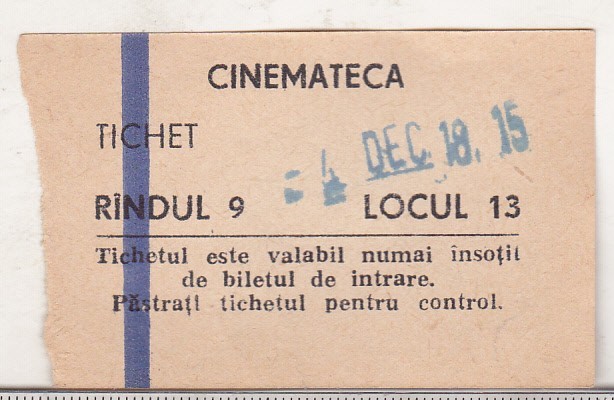 CINEMATECA
TICHET
- 4 DEC. 18. 15
RÎNDUL 9 LOCUL 13
Tichetul este valabil numai însoțit
de biletul de intrare.
Păstrați tichetul pentru control.